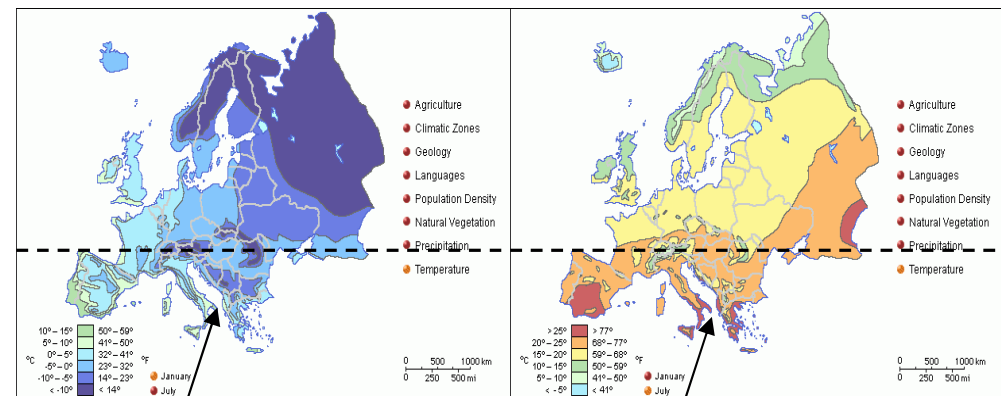 Agriculture
Climatic Zones
Geology
Languages
Population Density
Natural Vegetation
Precipitation
Temperature
10° – 15° 50° – 59°
5° – 10° 41° – 50°
°C 0° – 5° 32° – 41° °F
-5° – 0° 23° – 32°
-10° – -5° 14° – 23°
< -10° < 14°
January
July
0 500 1000 km
0 500 mi
Agriculture
Climatic Zones
Geology
Languages
Population Density
Natural Vegetation
Precipitation
Temperature
> 25° > 77°
20° – 25° 68° – 77°
°C 15° – 20° 59° – 68° °F
10° – 15° 50° – 59°
5° – 10° 41° – 50°
< -5° < 41°
January
July
0 500 1000 km
0 500 mi